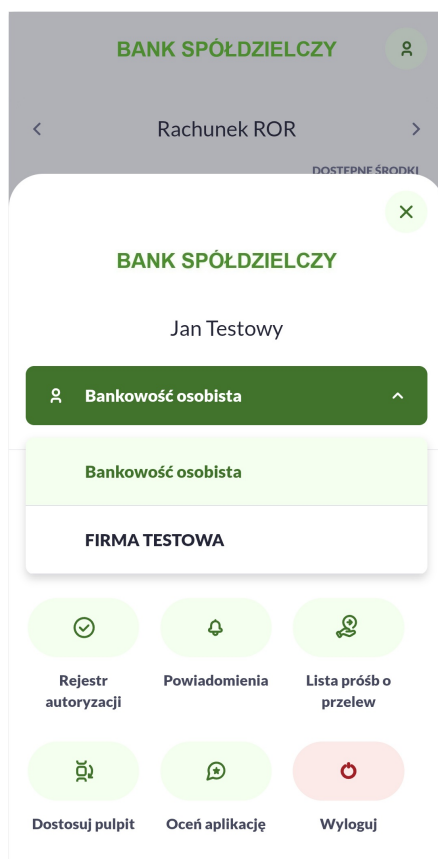 BANK SPÓŁDZIELCZY
Rachunek ROR
DOSTĘPNE ŚRODKI
BANK SPÓŁDZIELCZY
Jan Testowy
Bankowość osobista
Bankowość osobista
FIRMA TESTOWA
Rejestr autoryzacji
Powiadomienia
Lista próśb o przelew
Dostosuj pulpit
Oceń aplikację
Wyloguj